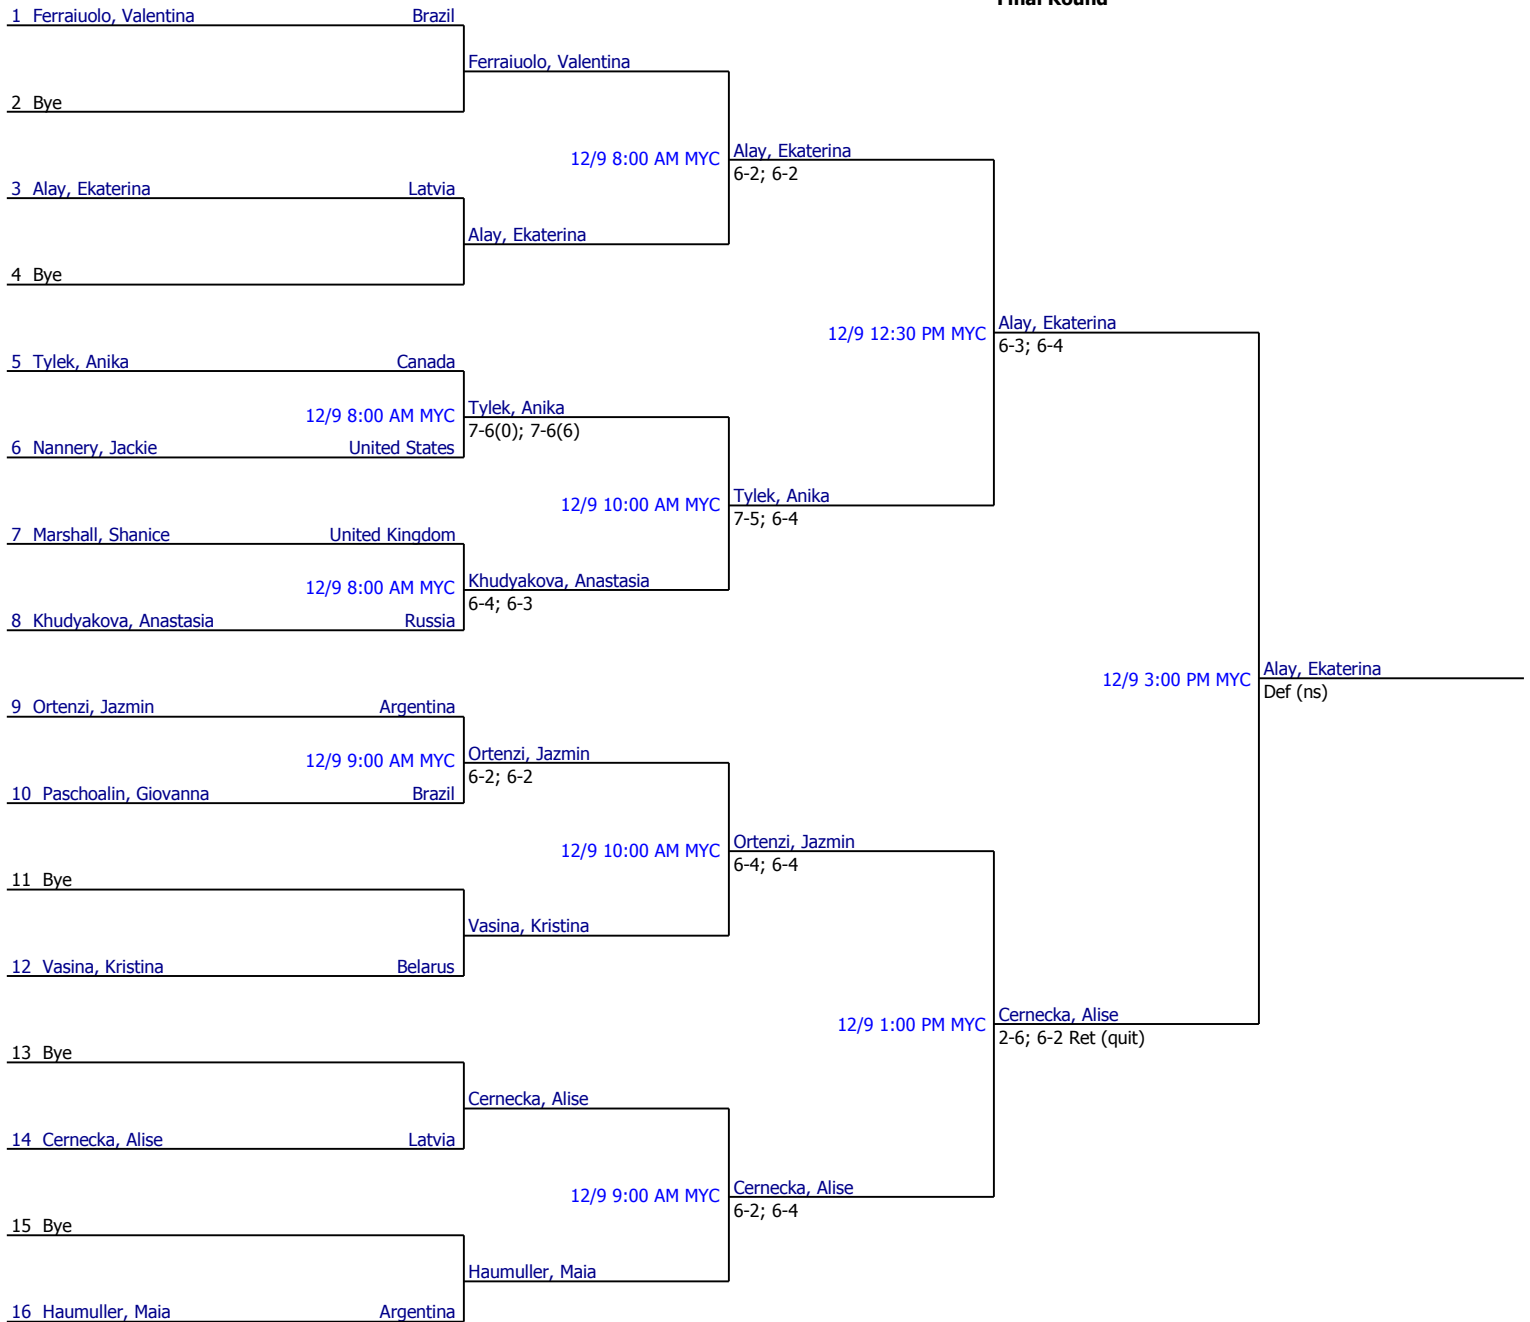 Final Round
1 Ferraiuolo, Valentina Brazil
Ferraiuolo, Valentina
2 Bye
12/9 8:00 AM MYC
Alay, Ekaterina
6-2; 6-2
3 Alay, Ekaterina Latvia
Alay, Ekaterina
4 Bye
12/9 12:30 PM MYC
Alay, Ekaterina
6-3; 6-4
5 Tylek, Anika Canada
12/9 8:00 AM MYC
Tylek, Anika
7-6(0); 7-6(6)
6 Nannery, Jackie United States
12/9 10:00 AM MYC
Tylek, Anika
7-5; 6-4
7 Marshall, Shanice United Kingdom
12/9 8:00 AM MYC
Khudyakova, Anastasia
6-4; 6-3
8 Khudyakova, Anastasia Russia
12/9 3:00 PM MYC
Alay, Ekaterina
Def (ns)
9 Ortenzi, Jazmin Argentina
12/9 9:00 AM MYC
Ortenzi, Jazmin
6-2; 6-2
10 Paschoalin, Giovanna Brazil
12/9 10:00 AM MYC
Ortenzi, Jazmin
6-4; 6-4
11 Bye
Vasina, Kristina
12 Vasina, Kristina Belarus
12/9 1:00 PM MYC
Cernecka, Alise
2-6; 6-2 Ret (quit)
13 Bye
Cernecka, Alise
14 Cernecka, Alise Latvia
12/9 9:00 AM MYC
Cernecka, Alise
6-2; 6-4
15 Bye
Haumuller, Maia
16 Haumuller, Maia Argentina